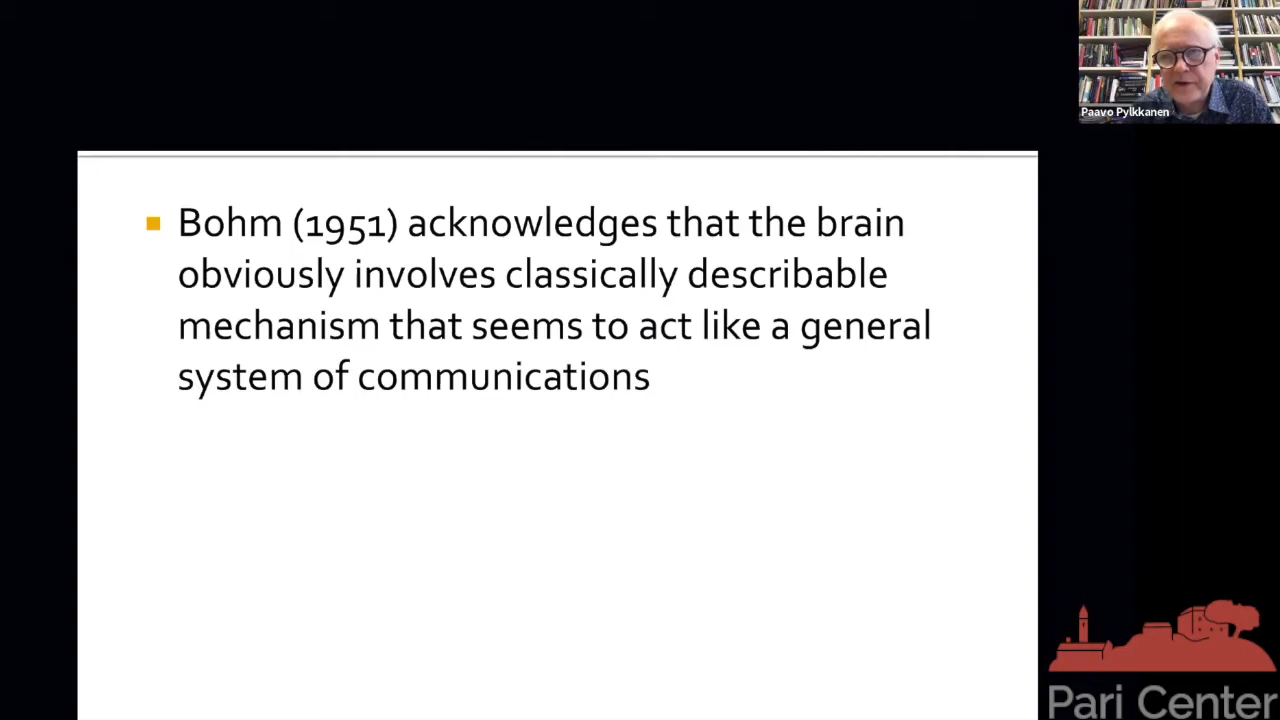 Paavo Pylkkanen
Bohm (1951) acknowledges that the brain
obviously involves classically describable
mechanism that seems to act like a general
system of communications
Pari Center